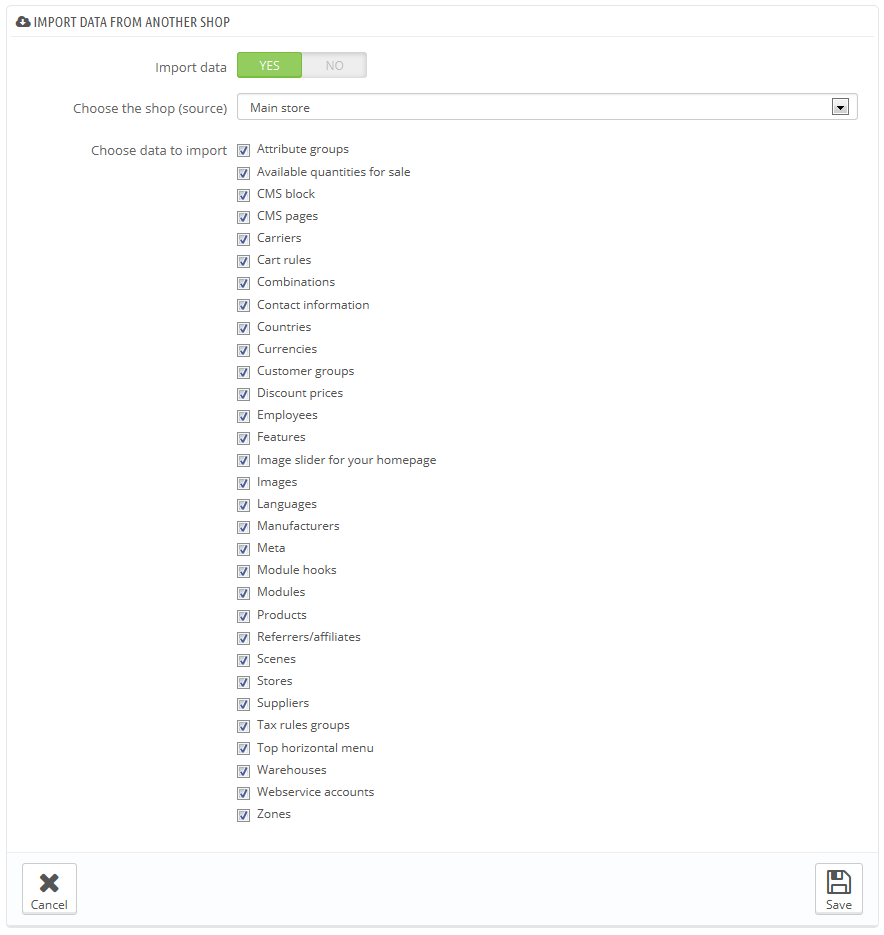 IMPORT DATA FROM ANOTHER SHOP
Import data YES NO
Choose the shop (source) Main store
Choose data to import Attribute groups
Available quantities for sale
CMS block
CMS pages
Carriers
Cart rules
Combinations
Contact information
Countries
Currencies
Customer groups
Discount prices
Employees
Features
Image slider for your homepage
Images
Languages
Manufacturers
Meta
Module hooks
Modules
Products
Referrers/affiliates
Scenes
Stores
Suppliers
Tax rules groups
Top horizontal menu
Warehouses
Webservice accounts
Zones
Cancel Save